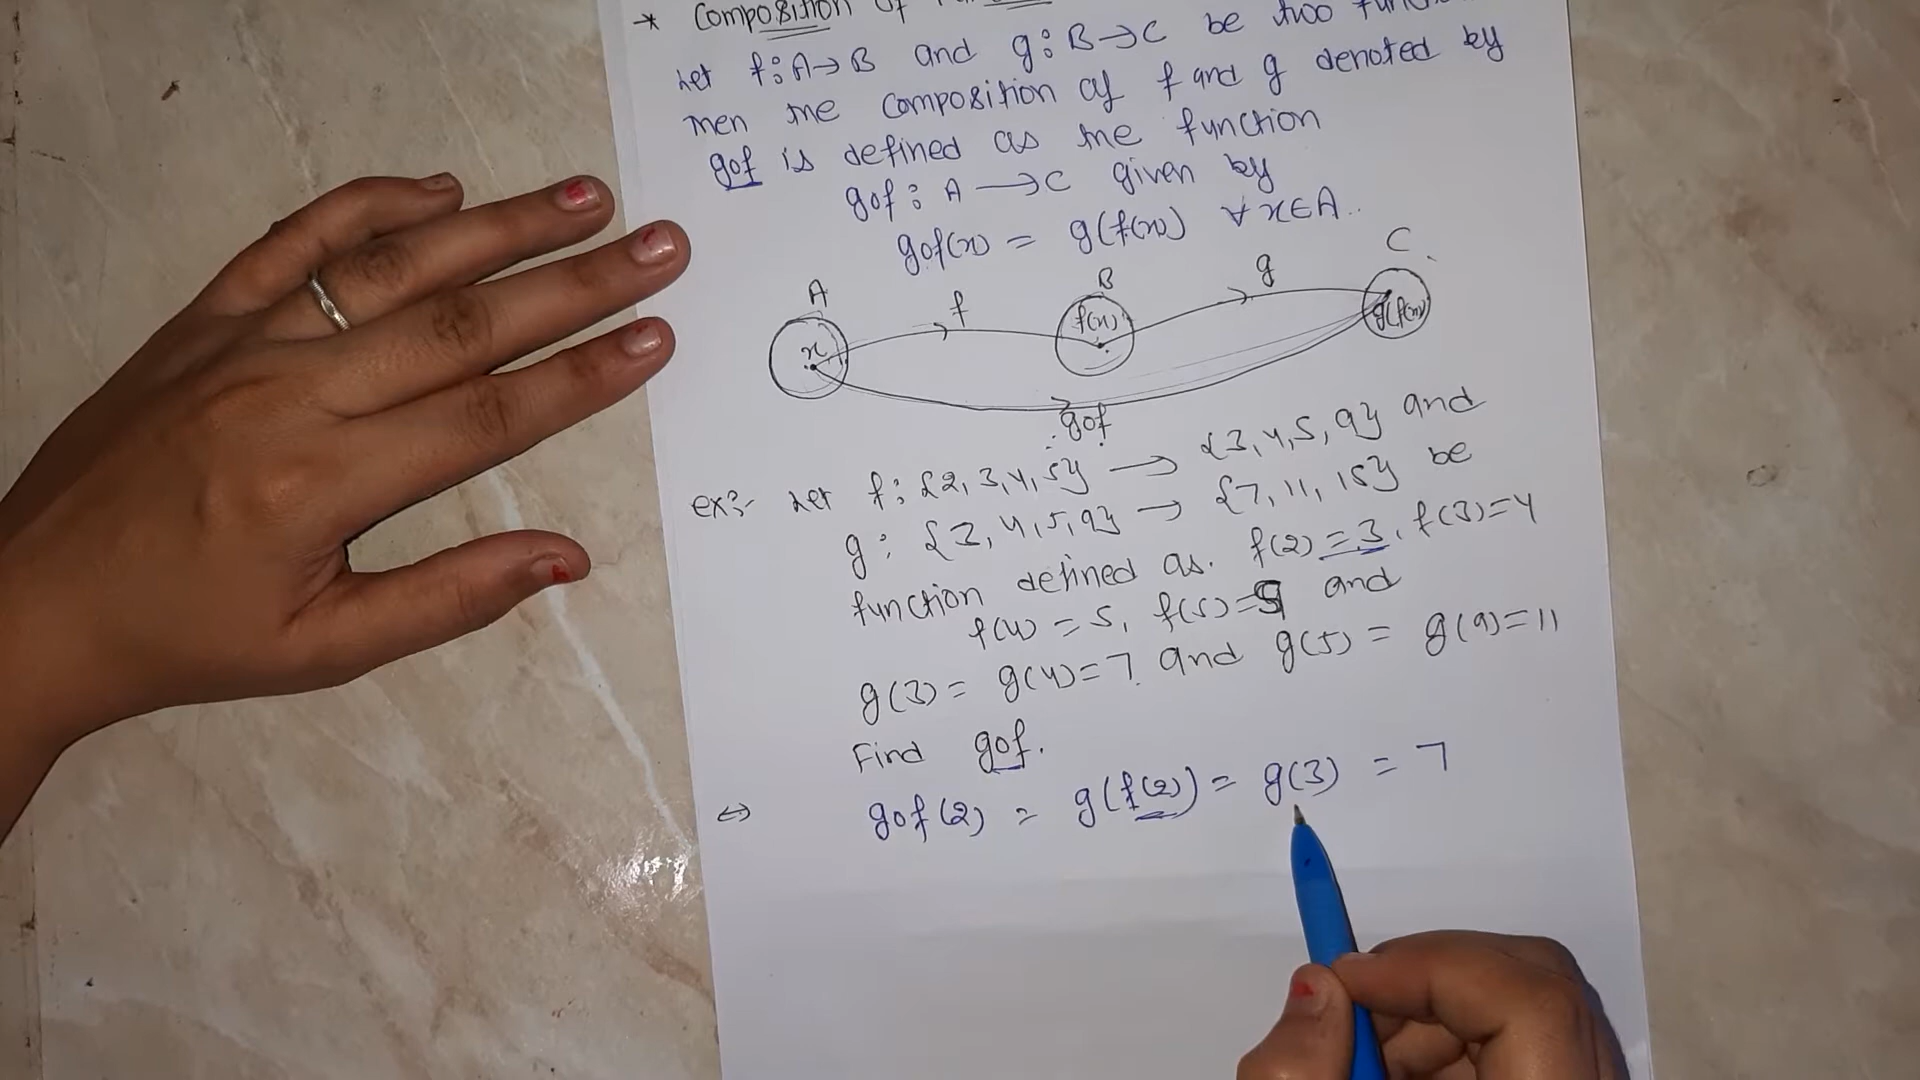 * Composition of
Let f: A→B and g: B→C be two
then the composition of f and g denoted by
gof is defined as the function
gof : A ⟶ C given by
gof(x) = g(f(x)) ∀ x∈A.
A f B g C
x f(x) g(f(x))
gof
ex:- Let f: {2, 3, 4, 5} ⟶ {3, 4, 5, 9} and
g: {3, 4, 5, 9} ⟶ {7, 11, 15} be
function defined as. f(2) = 3, f(3)=4
f(4) = 5, f(5)=9 and
g(3) = g(4)=7 and g(5) = g(9)=11
Find gof.
⇔ gof(2) = g(f(2)) = g(3) = 7